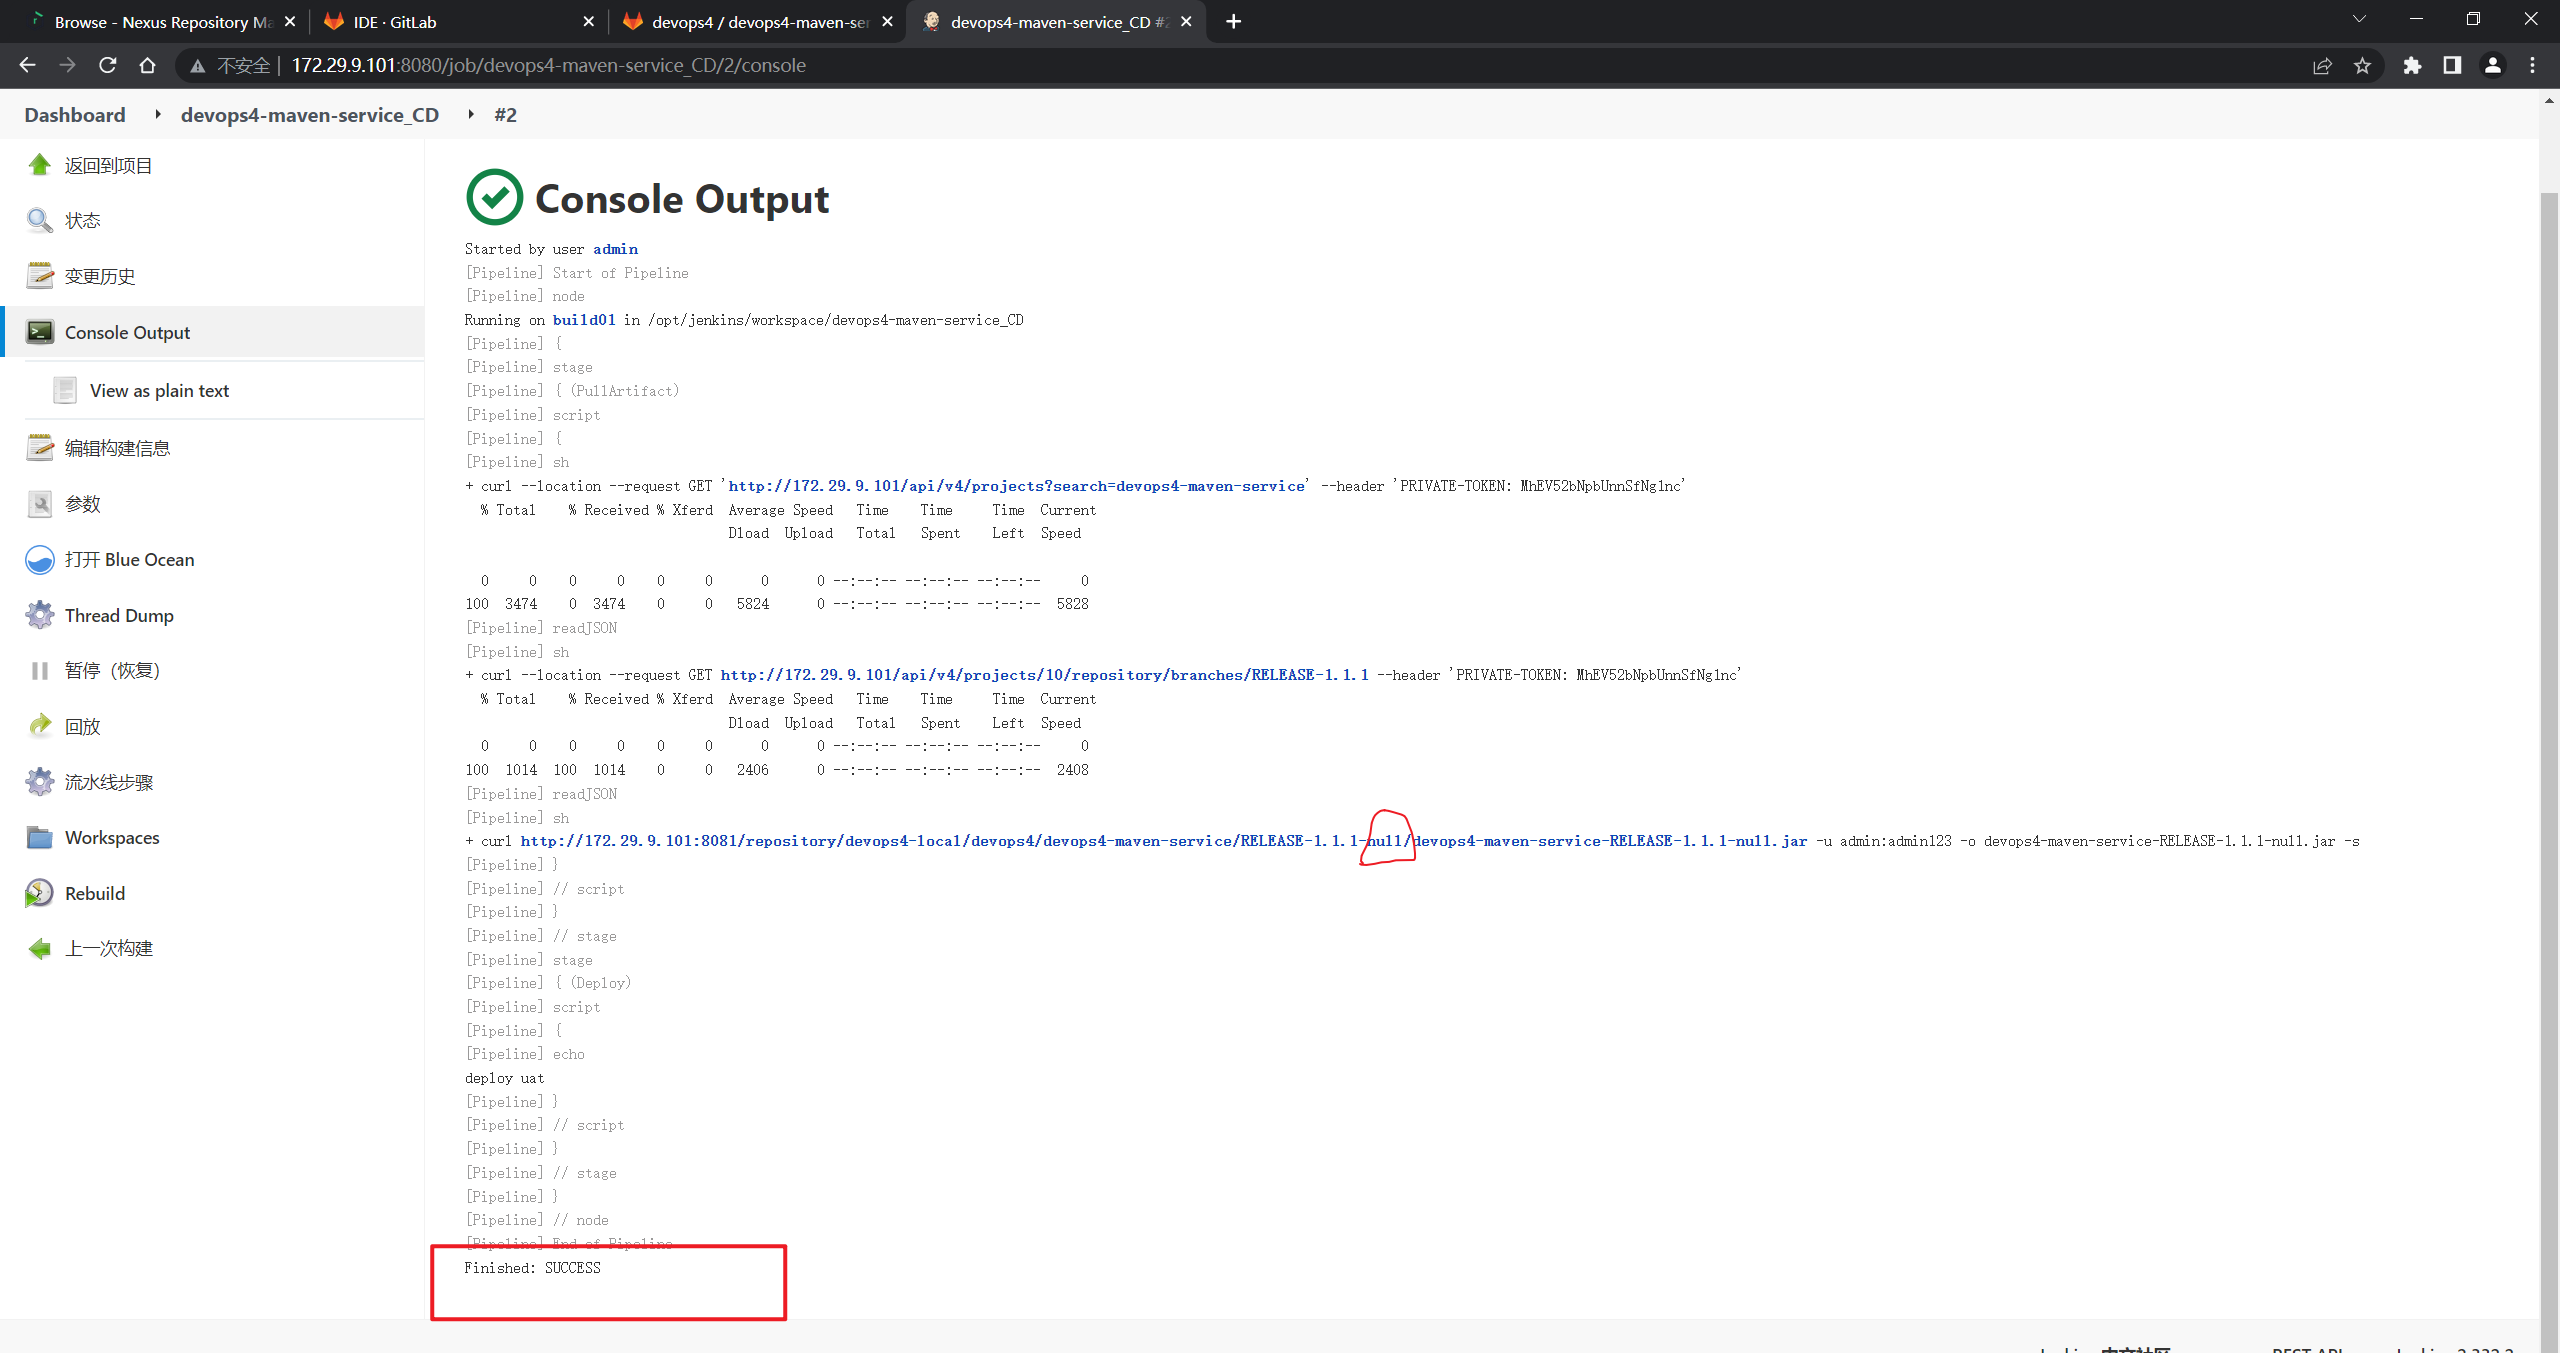 Browse - Nexus Repository Ma
IDE · GitLab
devops4 / devops4-maven-ser
devops4-maven-service_CD #2
不安全 | 172.29.9.101:8080/job/devops4-maven-service_CD/2/console
Dashboard
devops4-maven-service_CD
#2
返回到项目
状态
变更历史
Console Output
View as plain text
编辑构建信息
参数
打开 Blue Ocean
Thread Dump
暂停（恢复）
回放
流水线步骤
Workspaces
Rebuild
上一次构建
Console Output
Started by user admin
[Pipeline] Start of Pipeline
[Pipeline] node
Running on build01 in /opt/jenkins/workspace/devops4-maven-service_CD
[Pipeline] {
[Pipeline] stage
[Pipeline] { (PullArtifact)
[Pipeline] script
[Pipeline] {
[Pipeline] sh
+ curl --location --request GET 'http://172.29.9.101/api/v4/projects?search=devops4-maven-service' --header 'PRIVATE-TOKEN: MhEV52bNpbUnnSfNg1nc'
% Total % Received % Xferd Average Speed Time Time Time Current
Dload Upload Total Spent Left Speed
0 0 0 0 0 0 0 0 --:--:-- --:--:-- --:--:-- 0
100 3474 0 3474 0 0 5824 0 --:--:-- --:--:-- --:--:-- 5828
[Pipeline] readJSON
[Pipeline] sh
+ curl --location --request GET http://172.29.9.101/api/v4/projects/10/repository/branches/RELEASE-1.1.1 --header 'PRIVATE-TOKEN: MhEV52bNpbUnnSfNg1nc'
% Total % Received % Xferd Average Speed Time Time Time Current
Dload Upload Total Spent Left Speed
0 0 0 0 0 0 0 0 --:--:-- --:--:-- --:--:-- 0
100 1014 100 1014 0 0 2406 0 --:--:-- --:--:-- --:--:-- 2408
[Pipeline] readJSON
[Pipeline] sh
+ curl http://172.29.9.101:8081/repository/devops4-local/devops4/devops4-maven-service/RELEASE-1.1.1-null/devops4-maven-service-RELEASE-1.1.1-null.jar -u admin:admin123 -o devops4-maven-service-RELEASE-1.1.1-null.jar -s
[Pipeline] }
[Pipeline] // script
[Pipeline] }
[Pipeline] // stage
[Pipeline] stage
[Pipeline] { (Deploy)
[Pipeline] script
[Pipeline] {
[Pipeline] echo
deploy uat
[Pipeline] }
[Pipeline] // script
[Pipeline] }
[Pipeline] // stage
[Pipeline] }
[Pipeline] // node
[Pipeline] End of Pipeline
Finished: SUCCESS